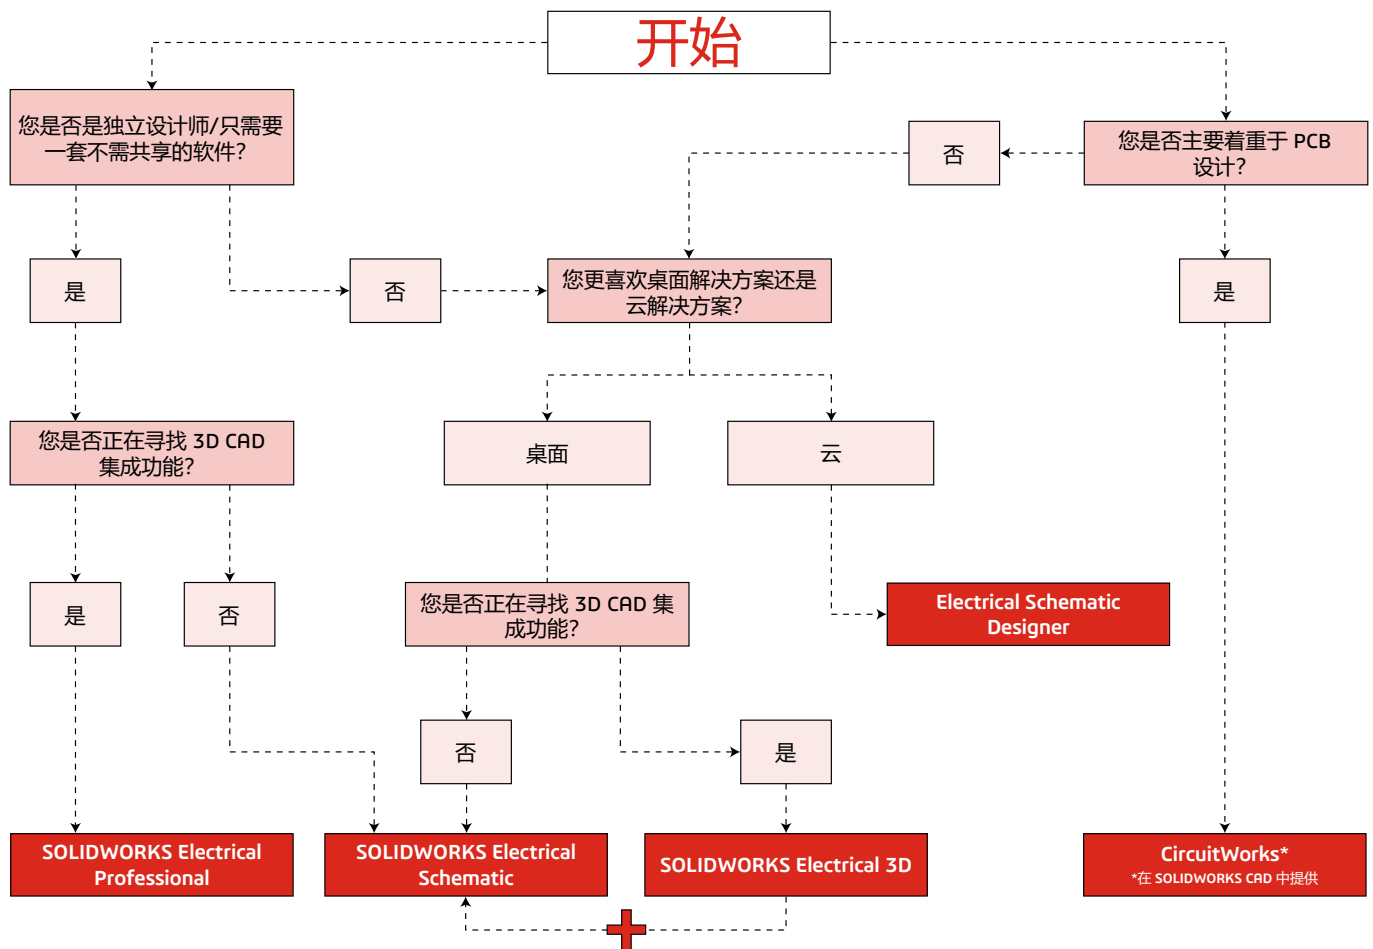 开始
您是否是独立设计师/只需要
一套不需共享的软件?
否
您是否主要着重于 PCB
设计?
是
否
您更喜欢桌面解决方案还是
云解决方案?
是
您是否正在寻找 3D CAD
集成功能?
桌面
云
是
否
您是否正在寻找 3D CAD 集
成功能?
Electrical Schematic
Designer
否
是
SOLIDWORKS Electrical
Professional
SOLIDWORKS Electrical
Schematic
SOLIDWORKS Electrical 3D
CircuitWorks*
*在 SOLIDWORKS CAD 中提供